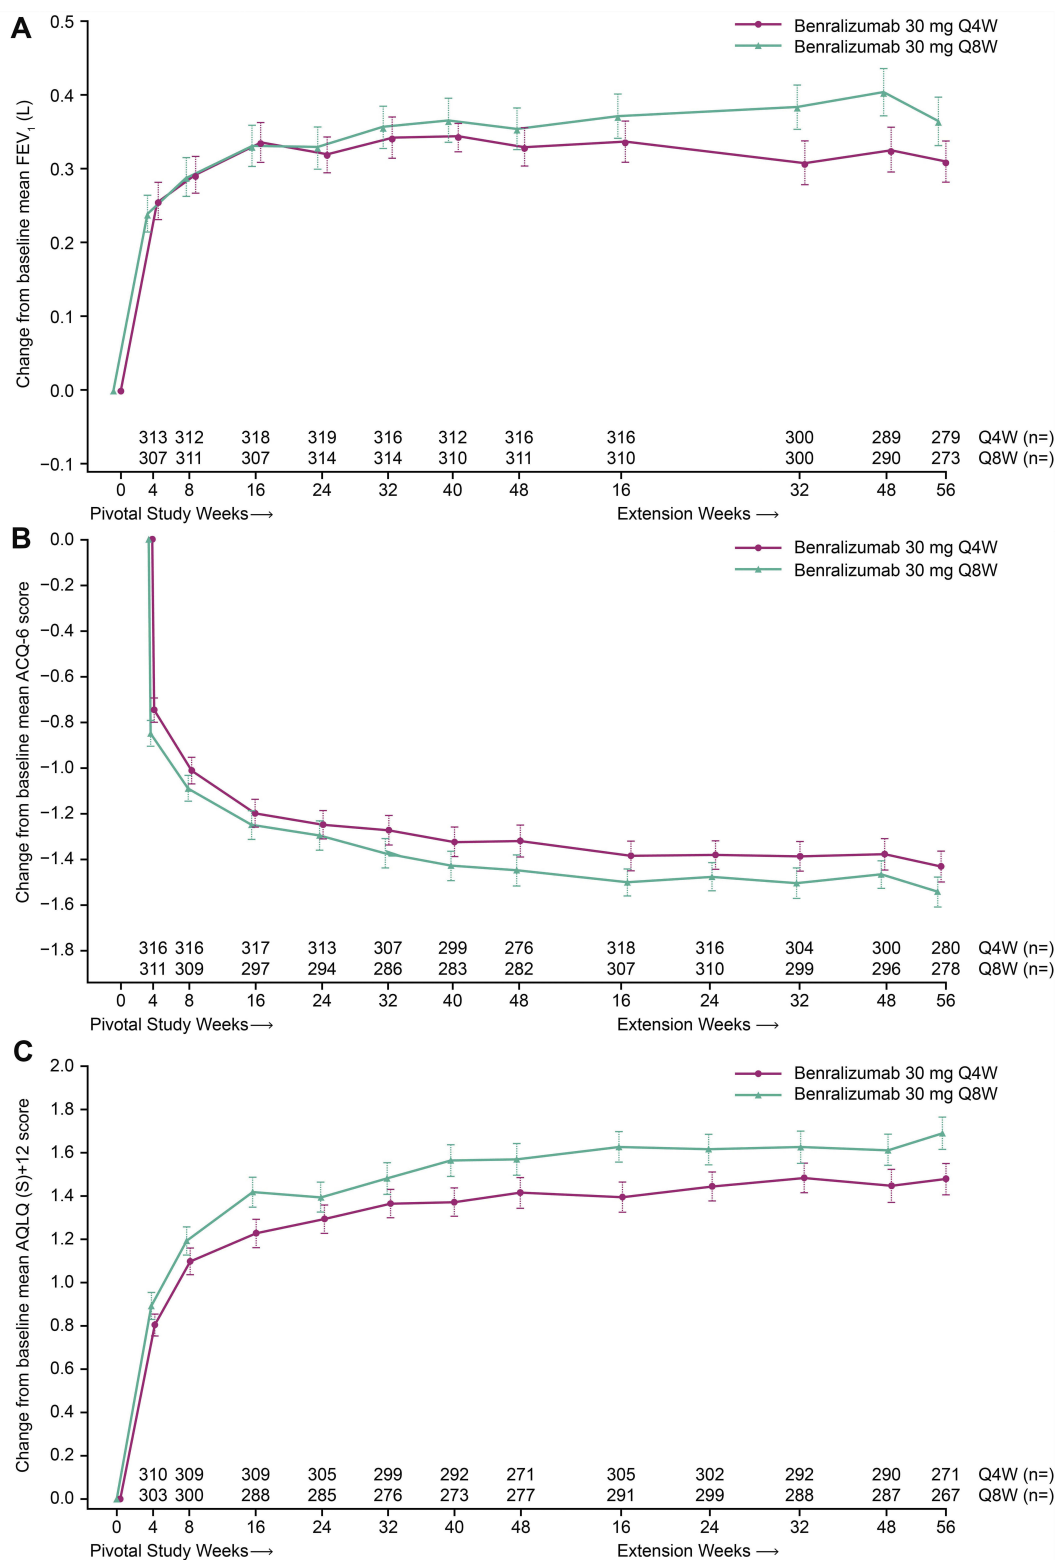 A
Benralizumab 30 mg Q4W
Benralizumab 30 mg Q8W
Change from baseline mean FEV1 (L)
0.5
0.4
0.3
0.2
0.1
0.0
−0.1
313 312 318 319 316 312 316 316 300 289 279 Q4W (n=)
307 311 307 314 314 310 311 310 300 290 273 Q8W (n=)
0 4 8 16 24 32 40 48 16 32 48 56
Pivotal Study Weeks→ Extension Weeks →
B
Benralizumab 30 mg Q4W
Benralizumab 30 mg Q8W
Change from baseline mean ACQ-6 score
0.0
−0.2
−0.4
−0.6
−0.8
−1.0
−1.2
−1.4
−1.6
−1.8
316 316 317 313 307 299 276 318 316 304 300 280 Q4W (n=)
311 309 297 294 286 283 282 307 310 299 296 278 Q8W (n=)
0 4 8 16 24 32 40 48 16 24 32 48 56
Pivotal Study Weeks→ Extension Weeks →
C
Benralizumab 30 mg Q4W
Benralizumab 30 mg Q8W
Change from baseline mean AQLQ (S)+12 score
2.0
1.8
1.6
1.4
1.2
1.0
0.8
0.6
0.4
0.2
0.0
310 309 309 305 299 292 271 305 302 292 290 271 Q4W (n=)
303 300 288 285 276 273 277 291 299 288 287 267 Q8W (n=)
0 4 8 16 24 32 40 48 16 24 32 48 56
Pivotal Study Weeks→ Extension Weeks →